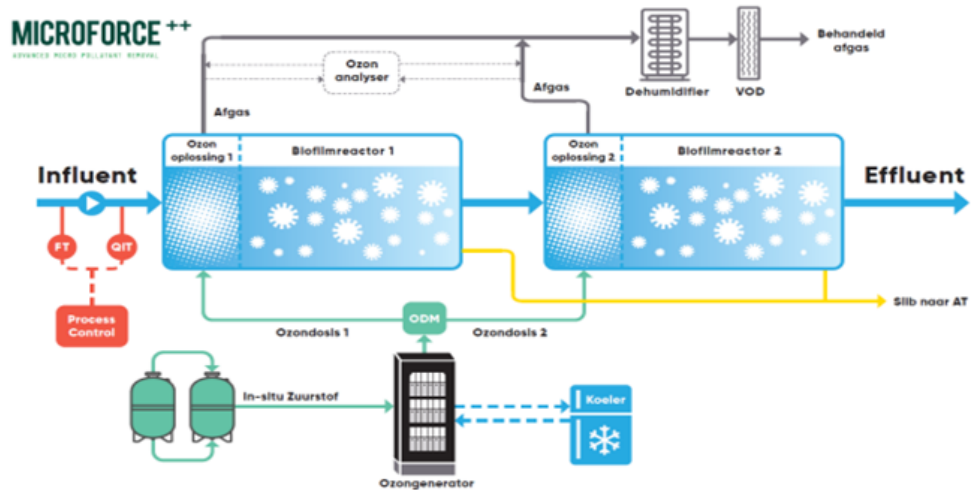 MICROFORCE++
ADVANCED MICRO POLLUTANT REMOVAL
Ozon
analyser
Afgas
Afgas
Dehumidifier
VOD
Behandeld
afgas
Ozon
oplossing 1
Biofilmreactor 1
Ozon
oplossing 2
Biofilmreactor 2
Influent
Effluent
FT
QIT
Process
Control
Ozondosis 1
ODM
Ozondosis 2
Slib naar AT
In-situ Zuurstof
Koeler
Ozongenerator